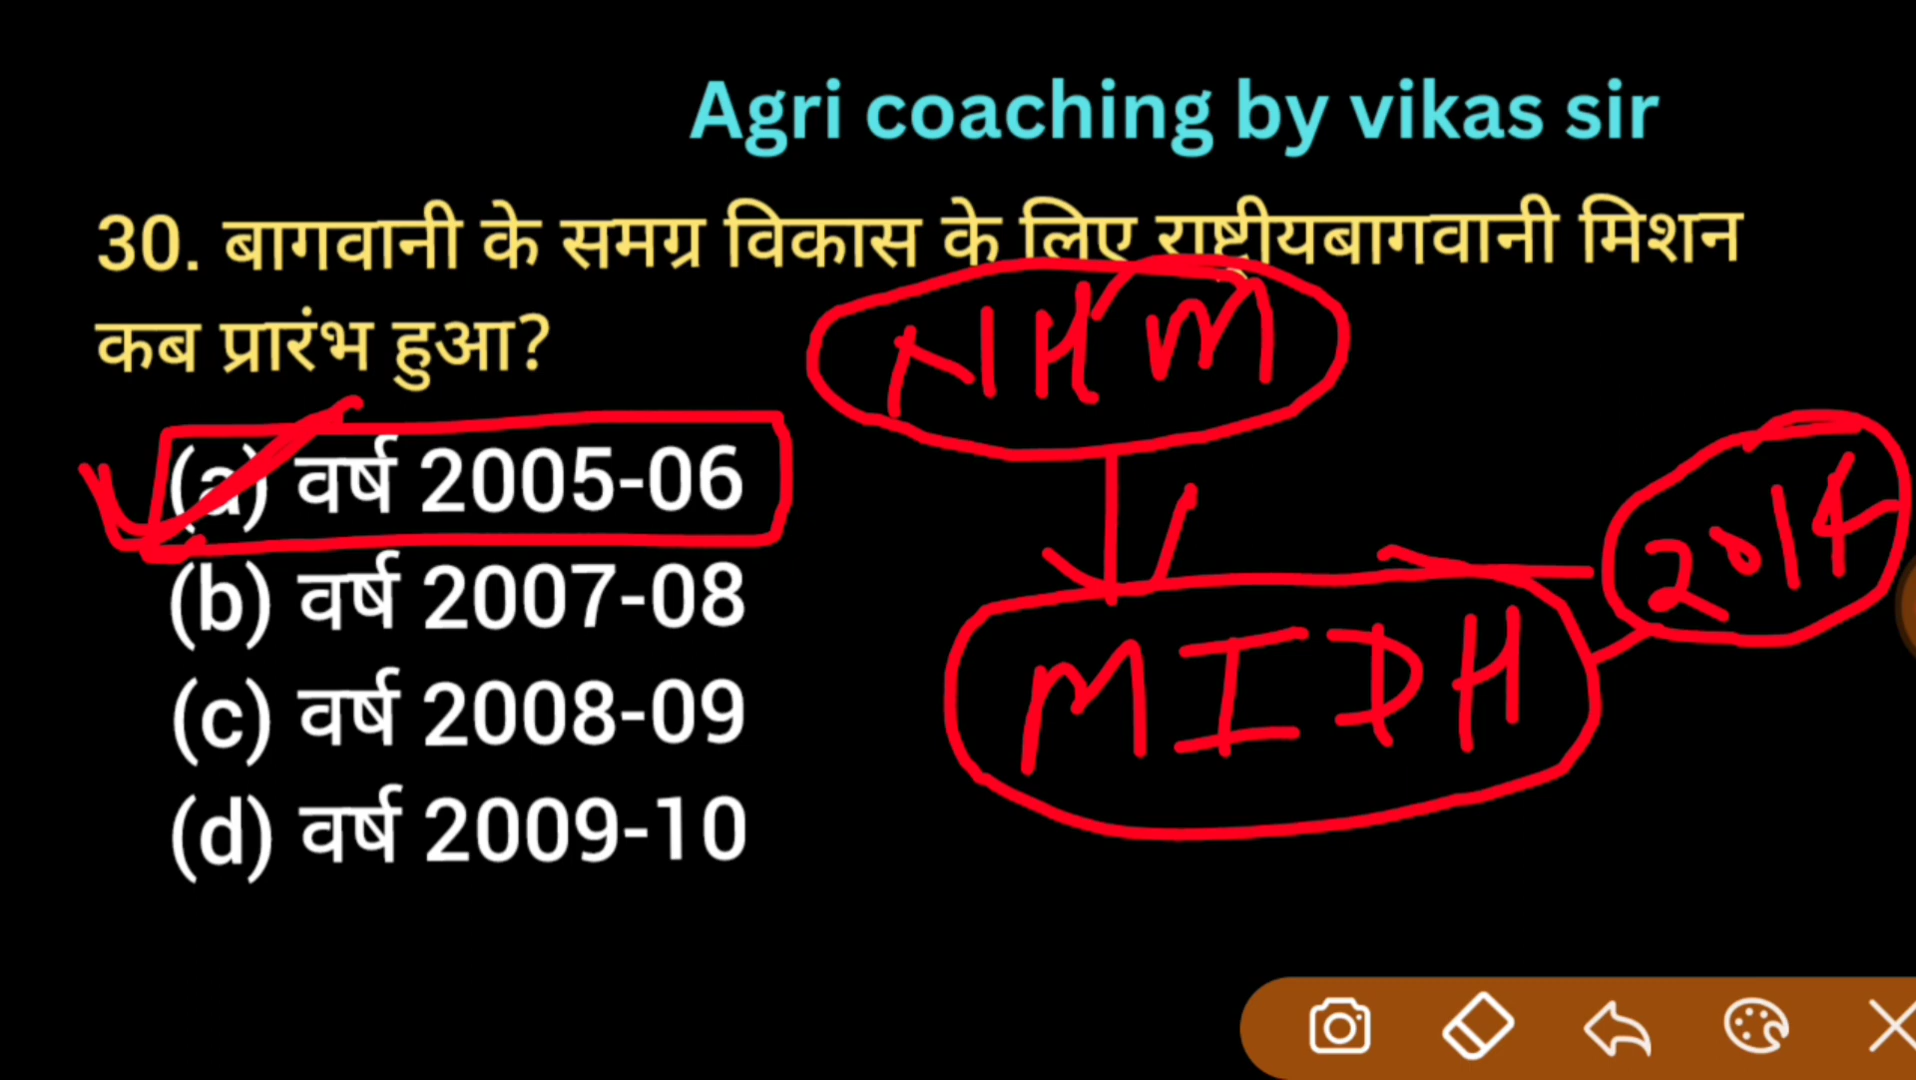 Agri coaching by vikas sir
30. बागवानी के समग्र विकास के लिए राष्ट्रीयबागवानी मिशन
कब प्रारंभ हुआ?
NHM
(a) वर्ष 2005-06
2014
(b) वर्ष 2007-08
MIDH
(c) वर्ष 2008-09
(d) वर्ष 2009-10